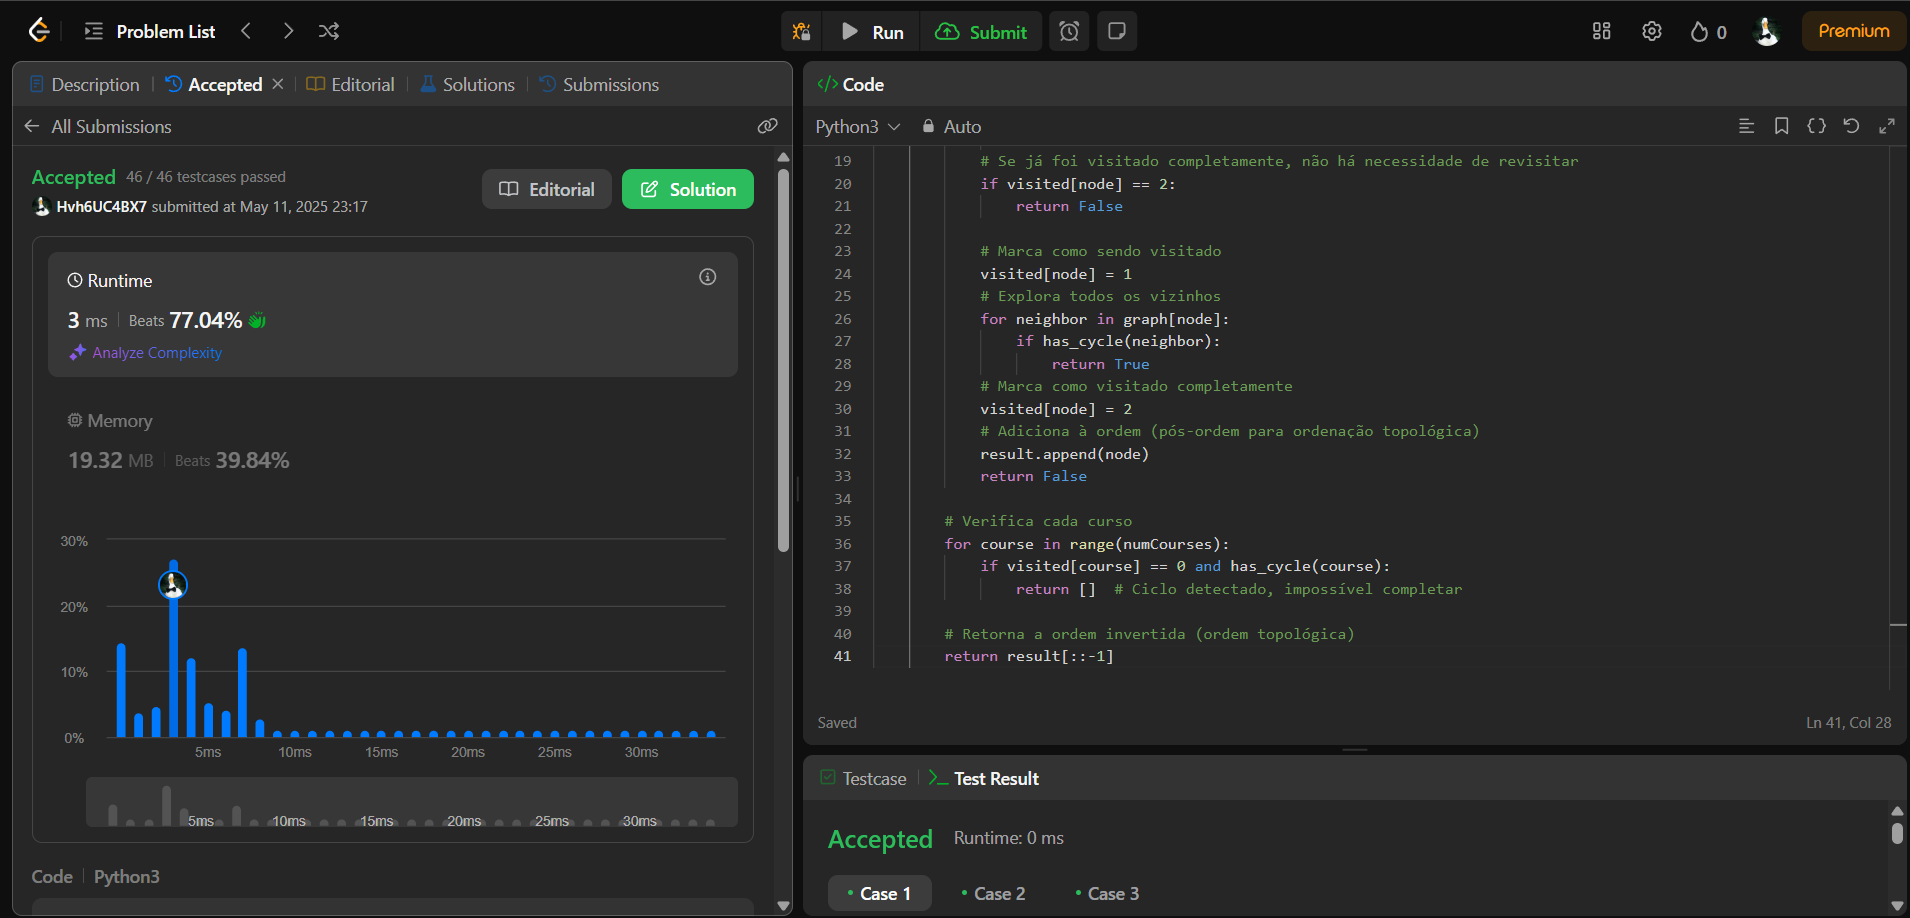 Problem List
Run
Submit
0
Premium
Description
Accepted
Editorial
Solutions
Submissions
All Submissions
Accepted 46 / 46 testcases passed
Hvh6UC4BX7 submitted at May 11, 2025 23:17
Editorial
Solution
Runtime
3 ms Beats 77.04%
Analyze Complexity
Memory
19.32 MB Beats 39.84%
30%
20%
10%
0%
5ms 10ms 15ms 20ms 25ms 30ms
5ms 10ms 15ms 20ms 25ms 30ms
Code Python3
</> Code
Python3 Auto
19 # Se já foi visitado completamente, não há necessidade de revisitar
20 if visited[node] == 2:
21 return False
22
23 # Marca como sendo visitado
24 visited[node] = 1
25 # Explora todos os vizinhos
26 for neighbor in graph[node]:
27 if has_cycle(neighbor):
28 return True
29 # Marca como visitado completamente
30 visited[node] = 2
31 # Adiciona à ordem (pós-ordem para ordenação topológica)
32 result.append(node)
33 return False
34
35 # Verifica cada curso
36 for course in range(numCourses):
37 if visited[course] == 0 and has_cycle(course):
38 return [] # Ciclo detectado, impossível completar
39
40 # Retorna a ordem invertida (ordem topológica)
41 return result[::-1]
Saved
Ln 41, Col 28
Testcase
Test Result
Accepted Runtime: 0 ms
Case 1
Case 2
Case 3